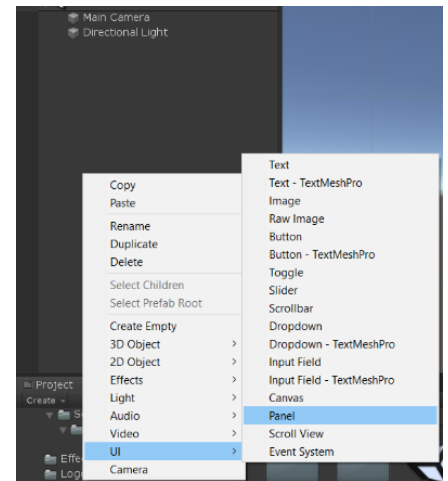 Main Camera
Directional Light
Copy
Paste
Rename
Duplicate
Delete
Select Children
Select Prefab Root
Create Empty
3D Object
2D Object
Effects
Light
Audio
Video
UI
Camera
Text
Text - TextMeshPro
Image
Raw Image
Button
Button - TextMeshPro
Toggle
Slider
Scrollbar
Dropdown
Dropdown - TextMeshPro
Input Field
Input Field - TextMeshPro
Canvas
Panel
Scroll View
Event System
Project
Create